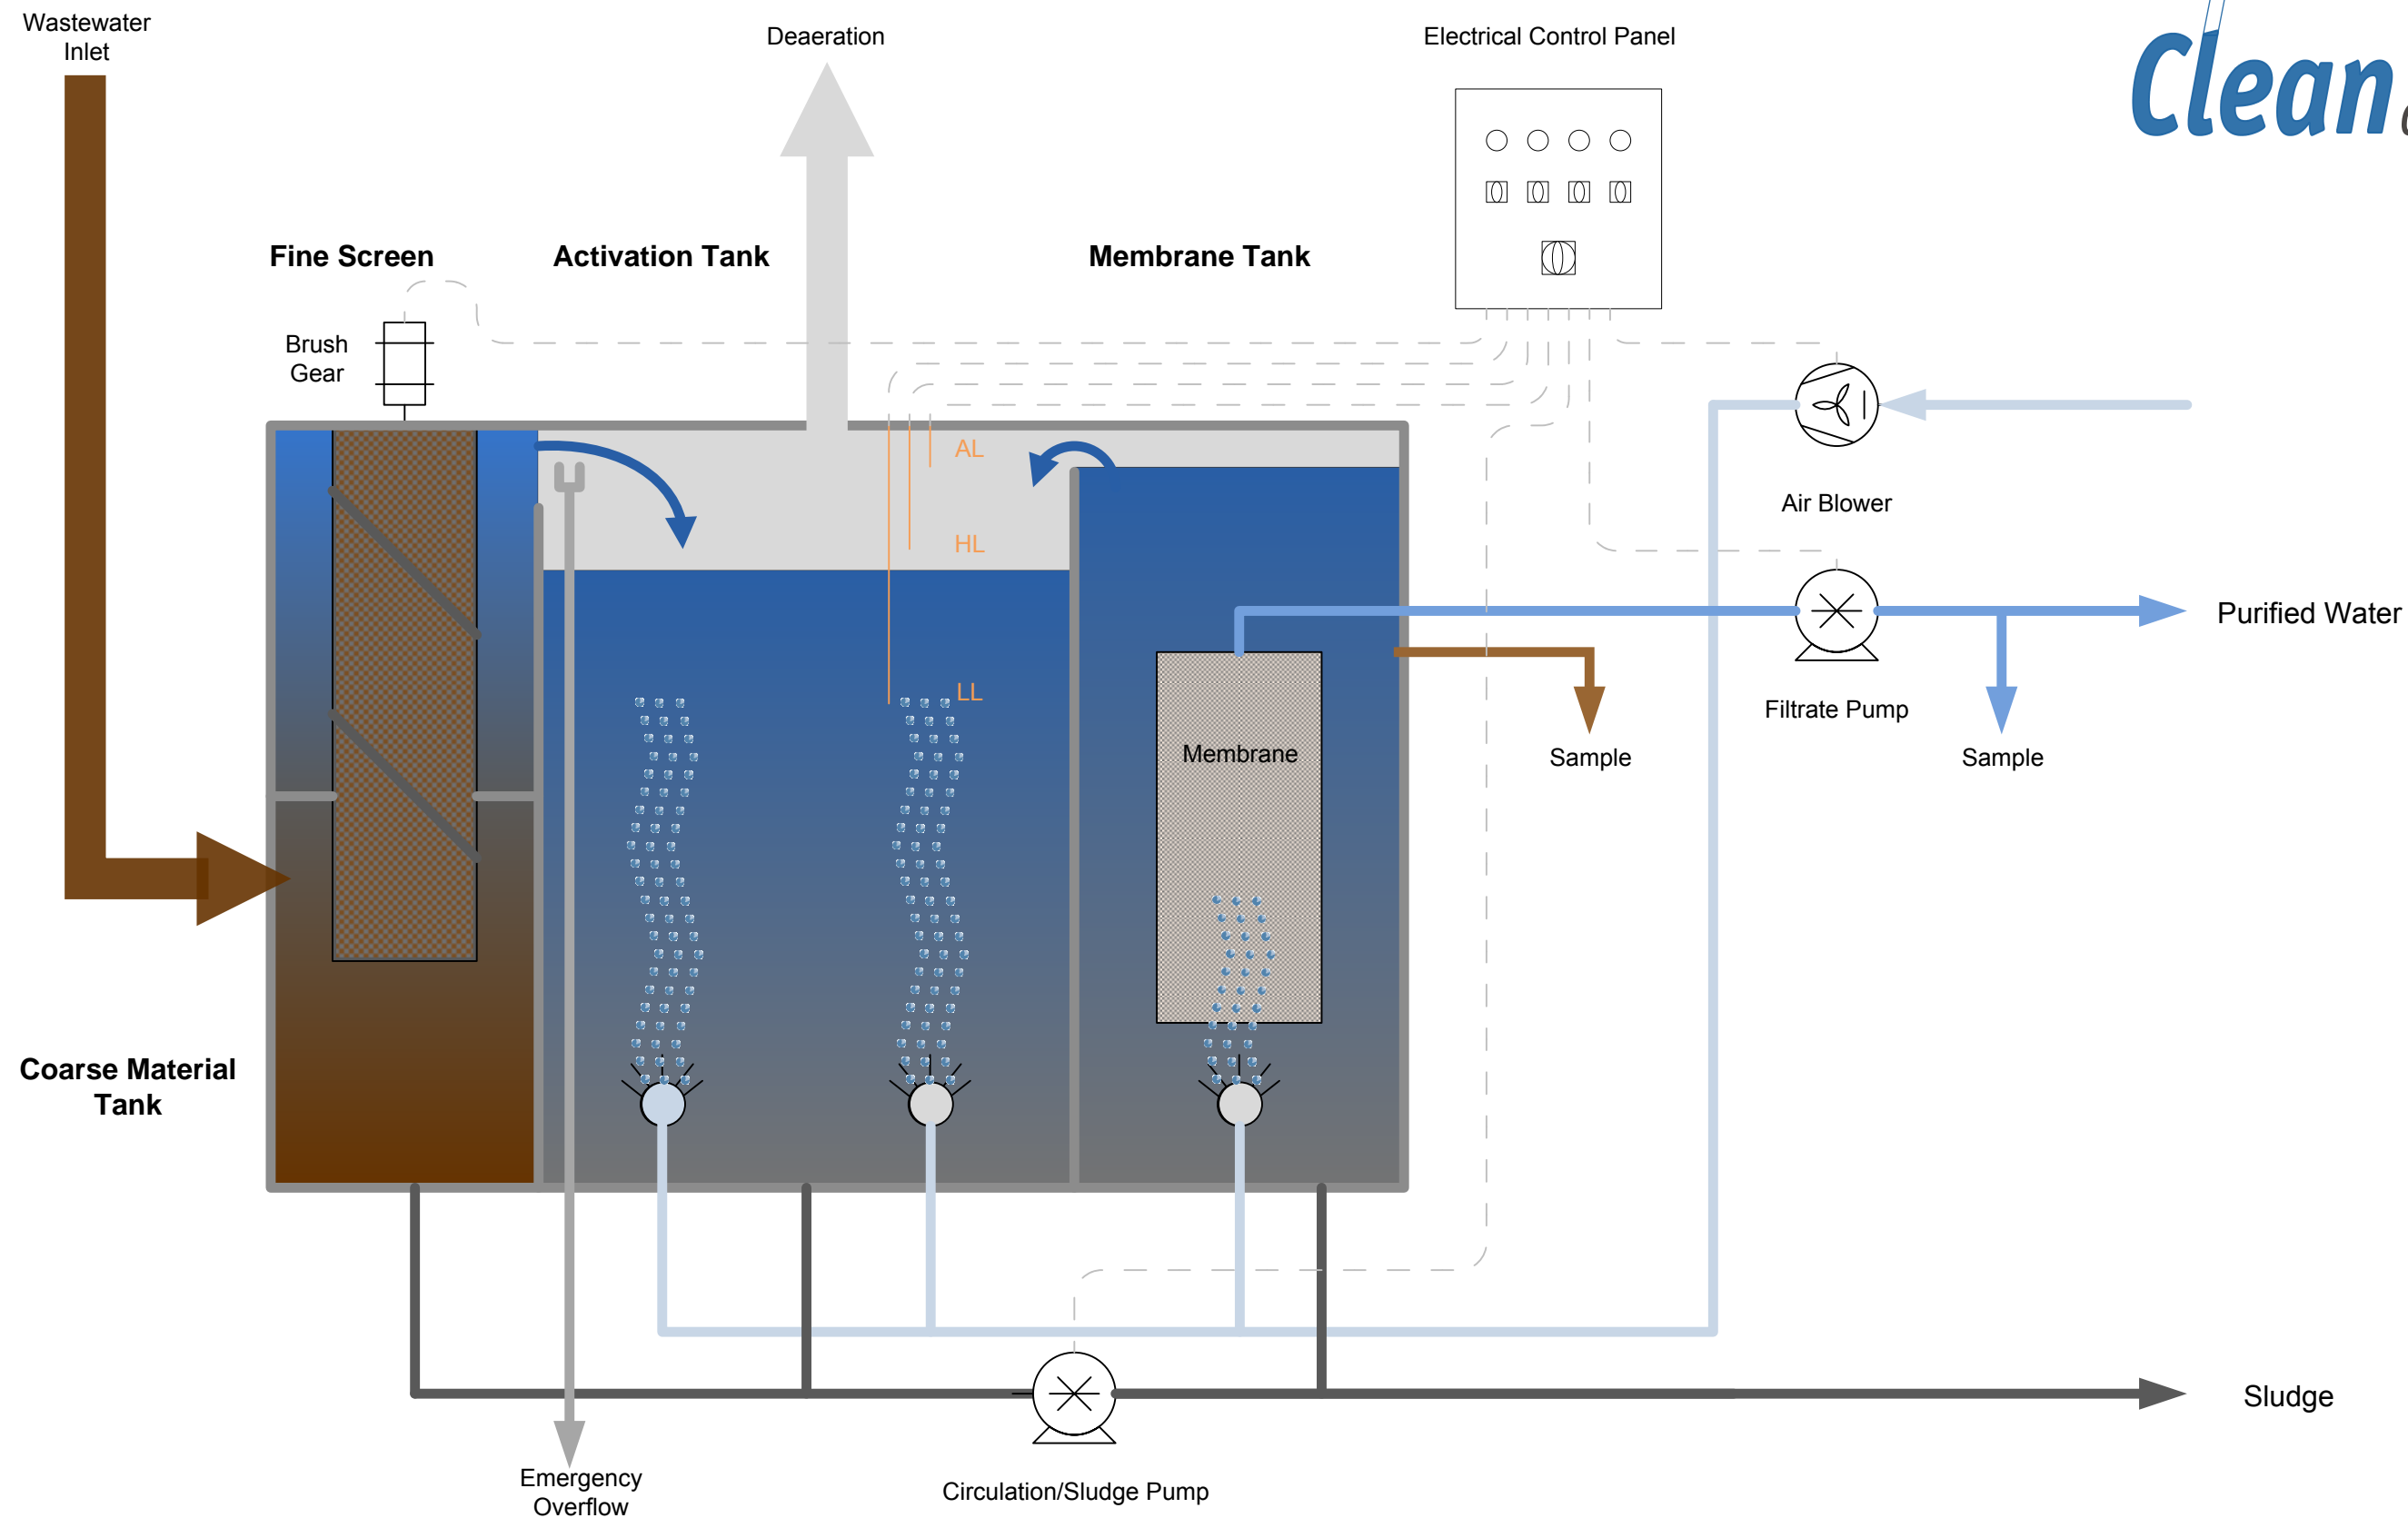 Wastewater
Inlet
Deaeration
Electrical Control Panel
Clean
Fine Screen
Activation Tank
Membrane Tank
Brush
Gear
AL
HL
LL
Air Blower
Purified Water
Filtrate Pump
Membrane
Sample
Sample
Coarse Material
Tank
Sludge
Emergency
Overflow
Circulation/Sludge Pump